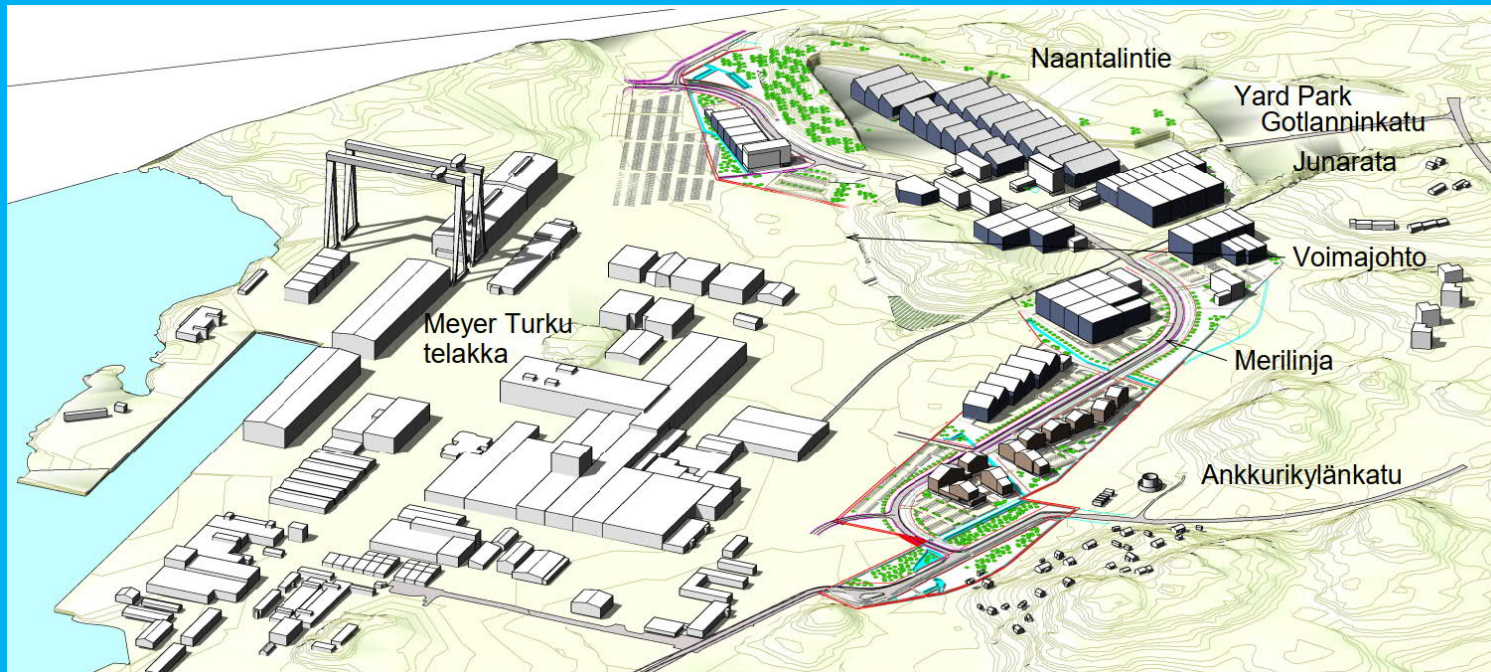 Naantalintie
Yard Park
Gotlanninkatu
Junarata
Voimajohto
Meyer Turku
telakka
Merilinja
Ankkurikylänkatu